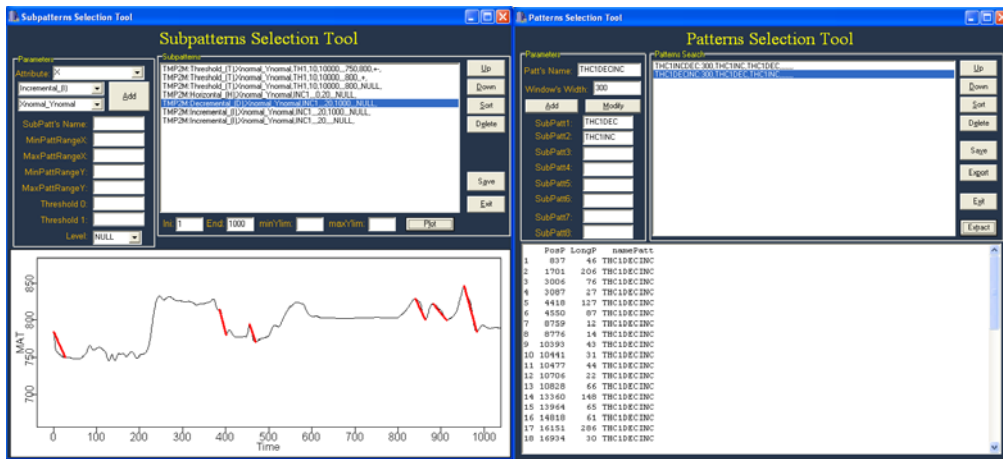 Subpatterns Selection Tool
Subpatterns Selection Tool
Parameters
Attribute: X
Incremental_(I)
Xnormal_Ynormal
Add
SubPatt's Name:
MinPattRangeX:
MaxPattRangeX:
MinPattRangeY:
MaxPattRangeY:
Threshold 0:
Threshold 1:
Level: NULL
Subpatterns
TMP2M:Threshold_(T),Xnormal_Ynormal,TH1,10,10000,,,750,800,+-,
TMP2M:Threshold_(T),Xnormal_Ynormal,TH1,10,10000,,,800,,+,
TMP2M:Threshold_(T),Xnormal_Ynormal,TH1,10,10000,,,800,,NULL,
TMP2M:Horizontal_(H),Xnormal_Ynormal,INC1,,,0,20,,,NULL,
TMP2M:Decremental_(D),Xnormal_Ynormal,INC1,,,20,1000,,,NULL,
TMP2M:Incremental_(I),Xnormal_Ynormal,INC1,,,20,1000,,,NULL,
TMP2M:Incremental_(I),Xnormal_Ynormal,INC1,,,20,,,,NULL,
Up
Down
Sort
Delete
Save
Exit
Ini: 1 End: 1000 minYlim: maxYlim: Plot
MAT
850
800
750
700
0 100 200 300 400 500 600 700 800 900 1000
Time
Patterns Selection Tool
Patterns Selection Tool
Parameters
Patt's Name: THC1DECINC
Window's Width: 300
Add Modify
SubPatt1: THC1DEC
SubPatt2: THC1INC
SubPatt3:
SubPatt4:
SubPatt5:
SubPatt6:
SubPatt7:
SubPatt8:
Patterns Search
THC1INCDEC,300,THC1INC,THC1DEC,,,,,,
THC1DECINC,300,THC1DEC,THC1INC,,,,,,
Up
Down
Sort
Delete
Save
Export
Exit
Extract
PosP LongP namePatt
1 837 46 THC1DECINC
2 1701 206 THC1DECINC
3 3006 76 THC1DECINC
4 3087 27 THC1DECINC
5 4418 127 THC1DECINC
6 4550 87 THC1DECINC
7 8759 12 THC1DECINC
8 8776 14 THC1DECINC
9 10393 43 THC1DECINC
10 10441 31 THC1DECINC
11 10477 44 THC1DECINC
12 10706 22 THC1DECINC
13 10828 66 THC1DECINC
14 13360 148 THC1DECINC
15 13964 65 THC1DECINC
16 14818 61 THC1DECINC
17 16151 286 THC1DECINC
18 16934 30 THC1DECINC